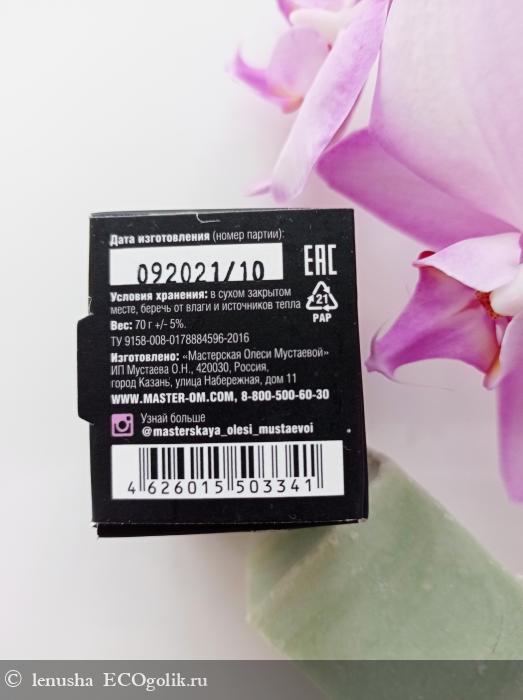 Дата изготовления (номер партии):
092021/10
EAC
Условия хранения: в сухом закрытом
месте, беречь от влаги и источников тепла
21
PAP
Вес: 70 г +/- 5%.
ТУ 9158-008-0178884596-2016
Изготовлено: «Мастерская Олеси Мустаевой»
ИП Мустаева О.Н., 420030, Россия,
город Казань, улица Набережная, дом 11
WWW.MASTER-OM.COM, 8-800-500-60-30
Узнай больше
@masterskaya_olesi_mustaevoi
4 626015 503341
© lenusha ECOgolik.ru